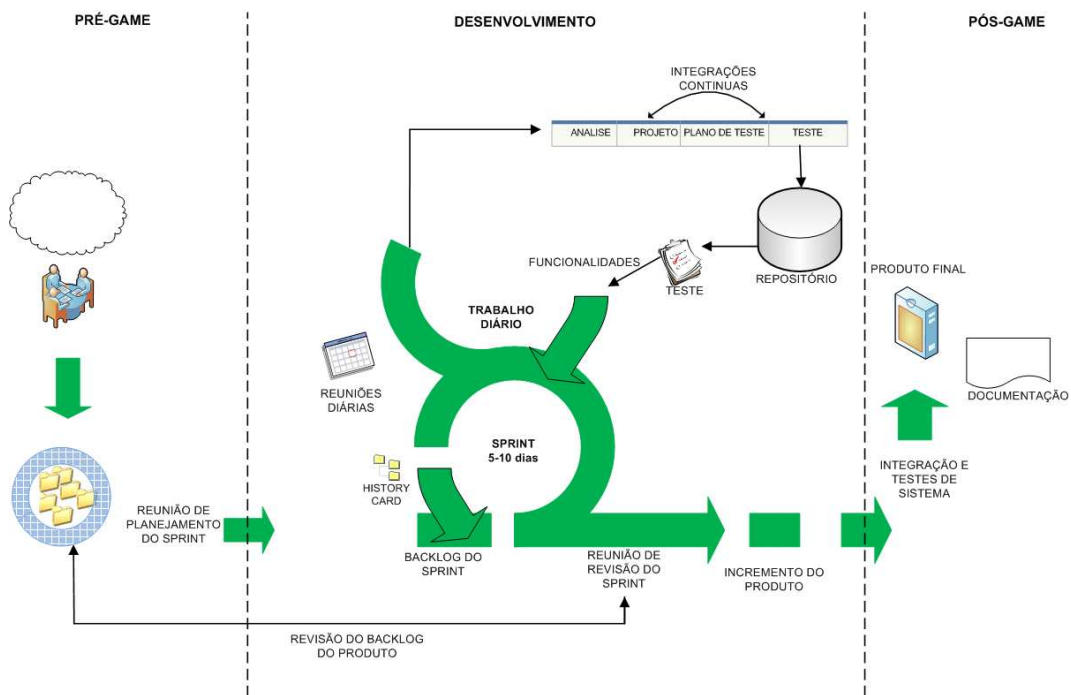 PRÉ-GAME
DESENVOLVIMENTO
PÓS-GAME
INTEGRAÇÕES
CONTINUAS
ANALISE
PROJETO
PLANO DE TESTE
TESTE
REPOSITÓRIO
TESTE
FUNCIONALIDADES
TRABALHO
DIÁRIO
REUNIÕES
DIÁRIAS
SPRINT
5-10 dias
HISTORY
CARD
BACKLOG DO
SPRINT
REUNIÃO DE
PLANEJAMENTO
DO SPRINT
REUNIÃO DE
REVISÃO DO
SPRINT
INCREMENTO DO
PRODUTO
REVISÃO DO BACKLOG
DO PRODUTO
PRODUTO FINAL
DOCUMENTAÇÃO
INTEGRAÇÃO E
TESTES DE
SISTEMA